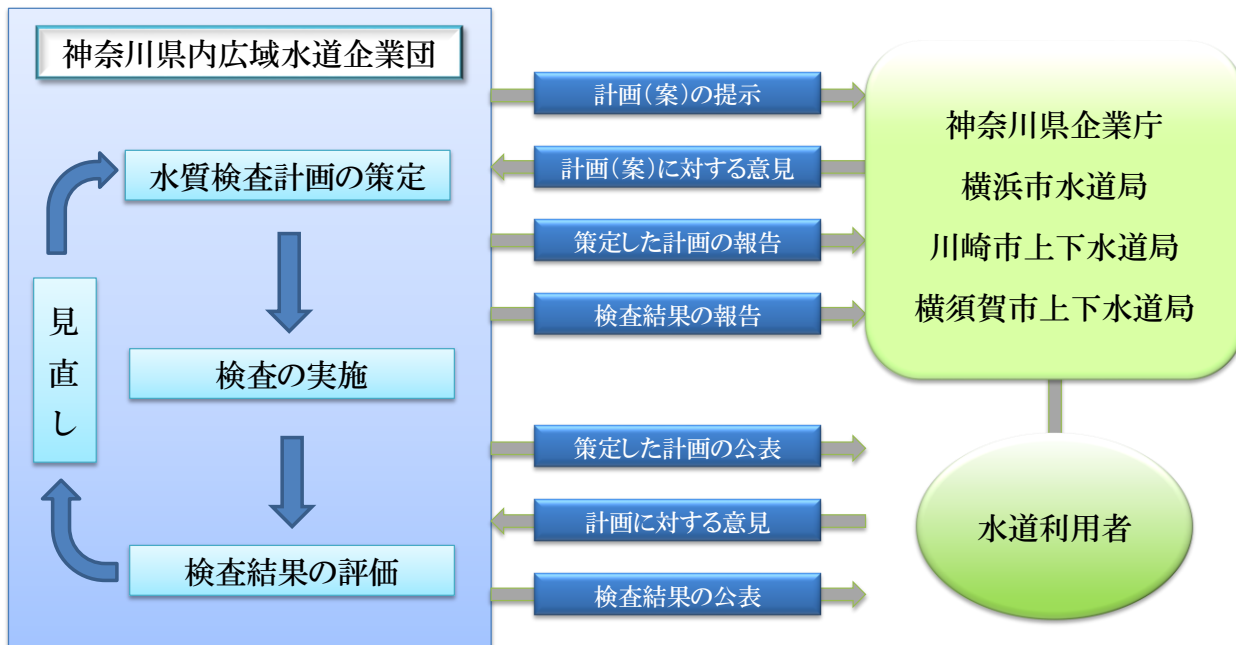 神奈川県内広域水道企業団
水質検査計画の策定
検査の実施
検査結果の評価
見直し
計画(案)の提示
計画(案)に対する意見
策定した計画の報告
検査結果の報告
策定した計画の公表
計画に対する意見
検査結果の公表
神奈川県企業庁
横浜市水道局
川崎市上下水道局
横須賀市上下水道局
水道利用者